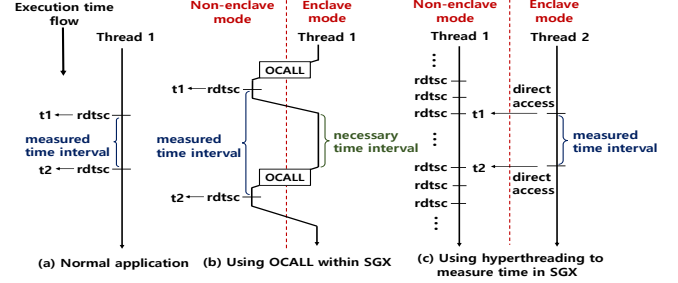 Execution time
flow
Thread 1
t1
rdtsc
measured
time interval
t2
rdtsc
(a) Normal application
Non-enclave
mode
Enclave
mode
Thread 1
OCALL
t1
rdtsc
measured
time interval
necessary
time interval
OCALL
t2
rdtsc
(b) Using OCALL within SGX
Non-enclave
mode
Enclave
mode
Thread 1
Thread 2
...
rdtsc
rdtsc
rdtsc
t1
direct
access
...
measured
time interval
rdtsc
t2
direct
access
rdtsc
rdtsc
...
(c) Using hyperthreading to
measure time in SGX